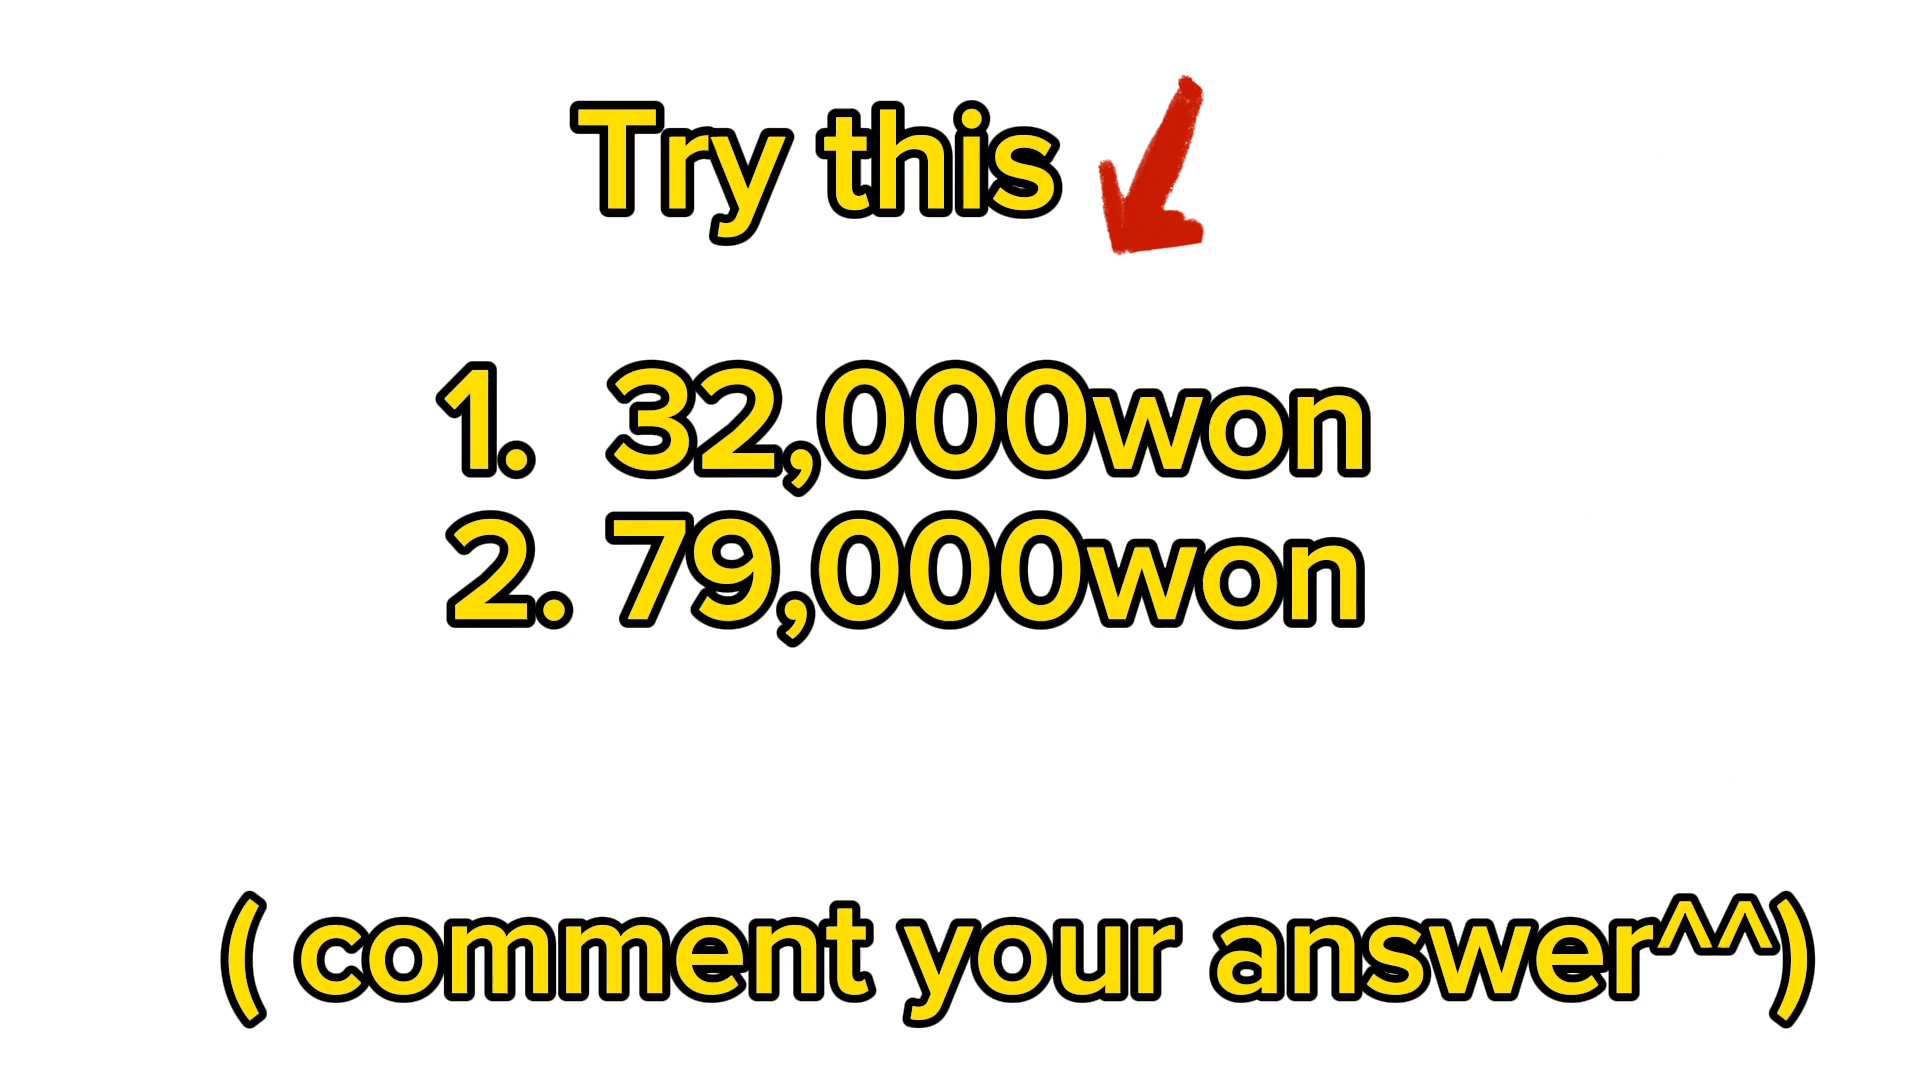 Try this
1. 32,000won
2. 79,000won
( comment your answer^^)